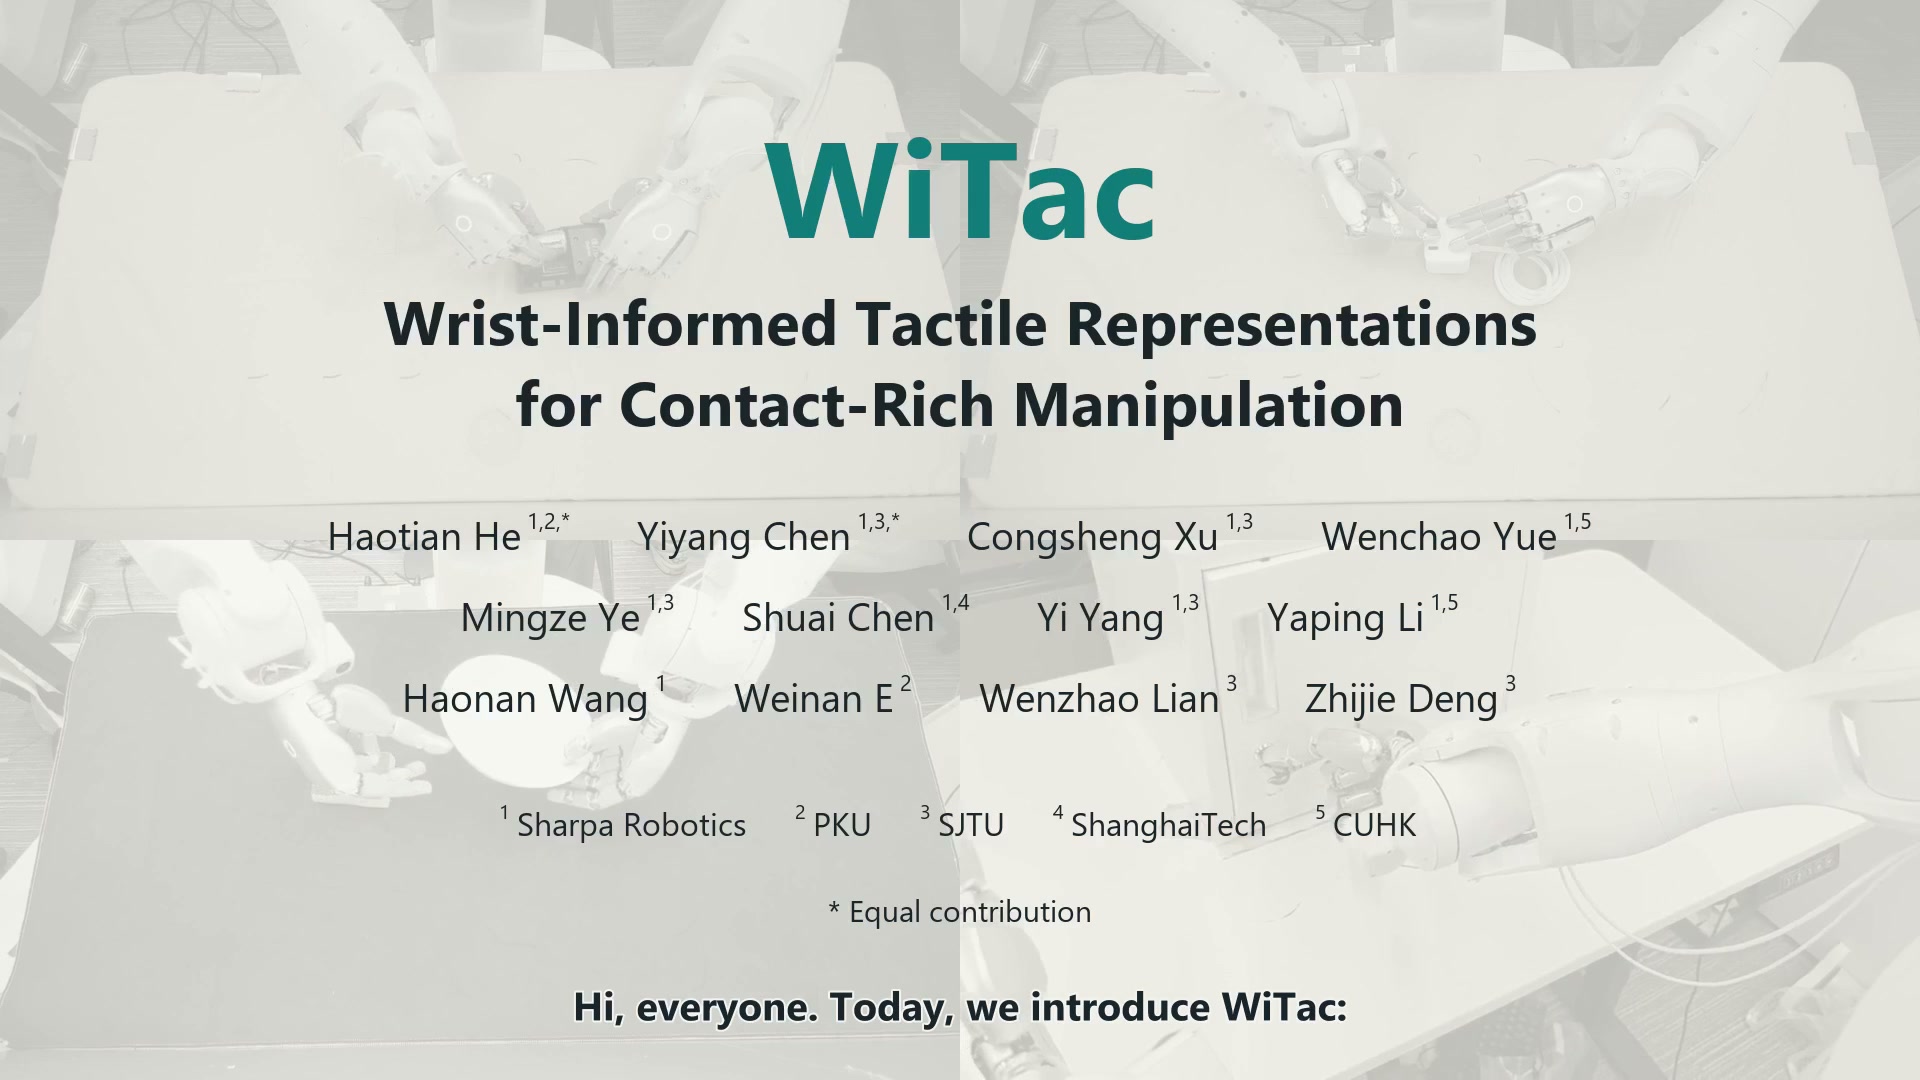 WiTac
Wrist-Informed Tactile Representations
for Contact-Rich Manipulation
Haotian He 1,2,* Yiyang Chen 1,3,* Congsheng Xu 1,3 Wenchao Yue 1,5
Mingze Ye 1,3 Shuai Chen 1,4 Yi Yang 1,3 Yaping Li 1,5
Haonan Wang 1 Weinan E 2 Wenzhao Lian 3 Zhijie Deng 3
1 Sharpa Robotics 2 PKU 3 SJTU 4 ShanghaiTech 5 CUHK
* Equal contribution
Hi, everyone. Today, we introduce WiTac: